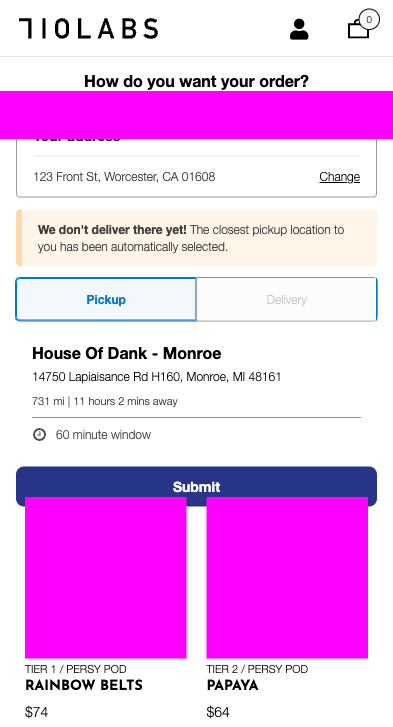 710LABS
0
How do you want your order?
123 Front St, Worcester, CA 01608
Change
We don't deliver there yet! The closest pickup location to
you has been automatically selected.
Pickup
Delivery
House Of Dank - Monroe
14750 Lapiaisance Rd H160, Monroe, MI 48161
731 mi | 11 hours 2 mins away
60 minute window
Submit
TIER 1 / PERSY POD
RAINBOW BELTS
$74
TIER 2 / PERSY POD
PAPAYA
$64